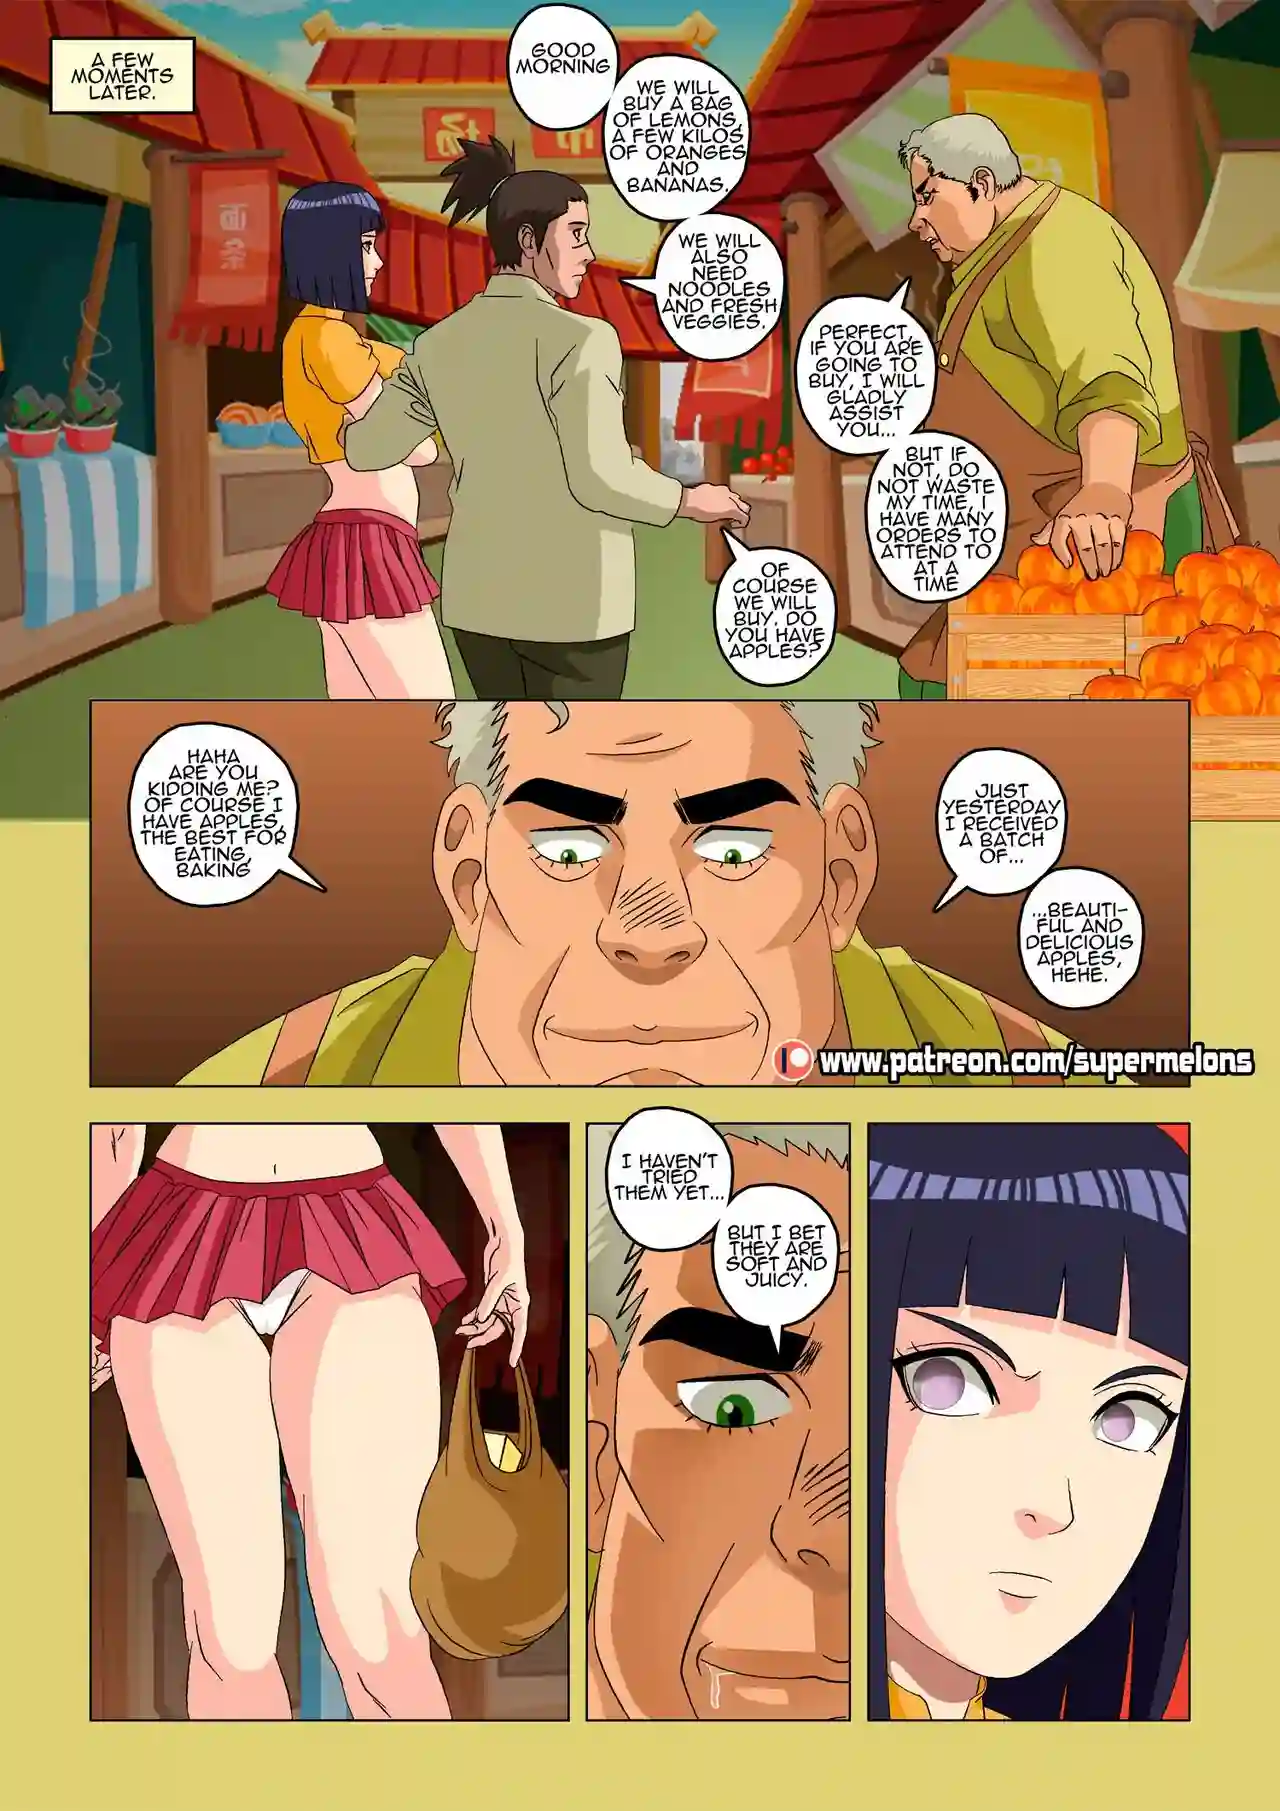 A FEW
MOMENTS
LATER.
GOOD
MORNING
WE WILL
BUY A BAG
OF LEMONS,
A FEW KILOS
OF ORANGES
AND
BANANAS.
WE WILL
ALSO
NEED
NOODLES
AND FRESH
VEGGIES.
PERFECT,
IF YOU ARE
GOING TO
BUY, I WILL
GLADLY
ASSIST
YOU...
BUT IF
NOT, DO
NOT WASTE
MY TIME, I
HAVE MANY
ORDERS TO
ATTEND TO
AT A
TIME
OF
COURSE
WE WILL
BUY. DO
YOU HAVE
APPLES?
面
条
HAHA
ARE YOU
KIDDING ME?
OF COURSE I
HAVE APPLES,
THE BEST FOR
EATING,
BAKING
JUST
YESTERDAY
I RECEIVED
A BATCH
OF...
...BEAUTI-
FUL AND
DELICIOUS
APPLES,
HEHE.
www.patreon.com/supermelons
I HAVEN'T
TRIED
THEM YET...
BUT I BET
THEY ARE
SOFT AND
JUICY.